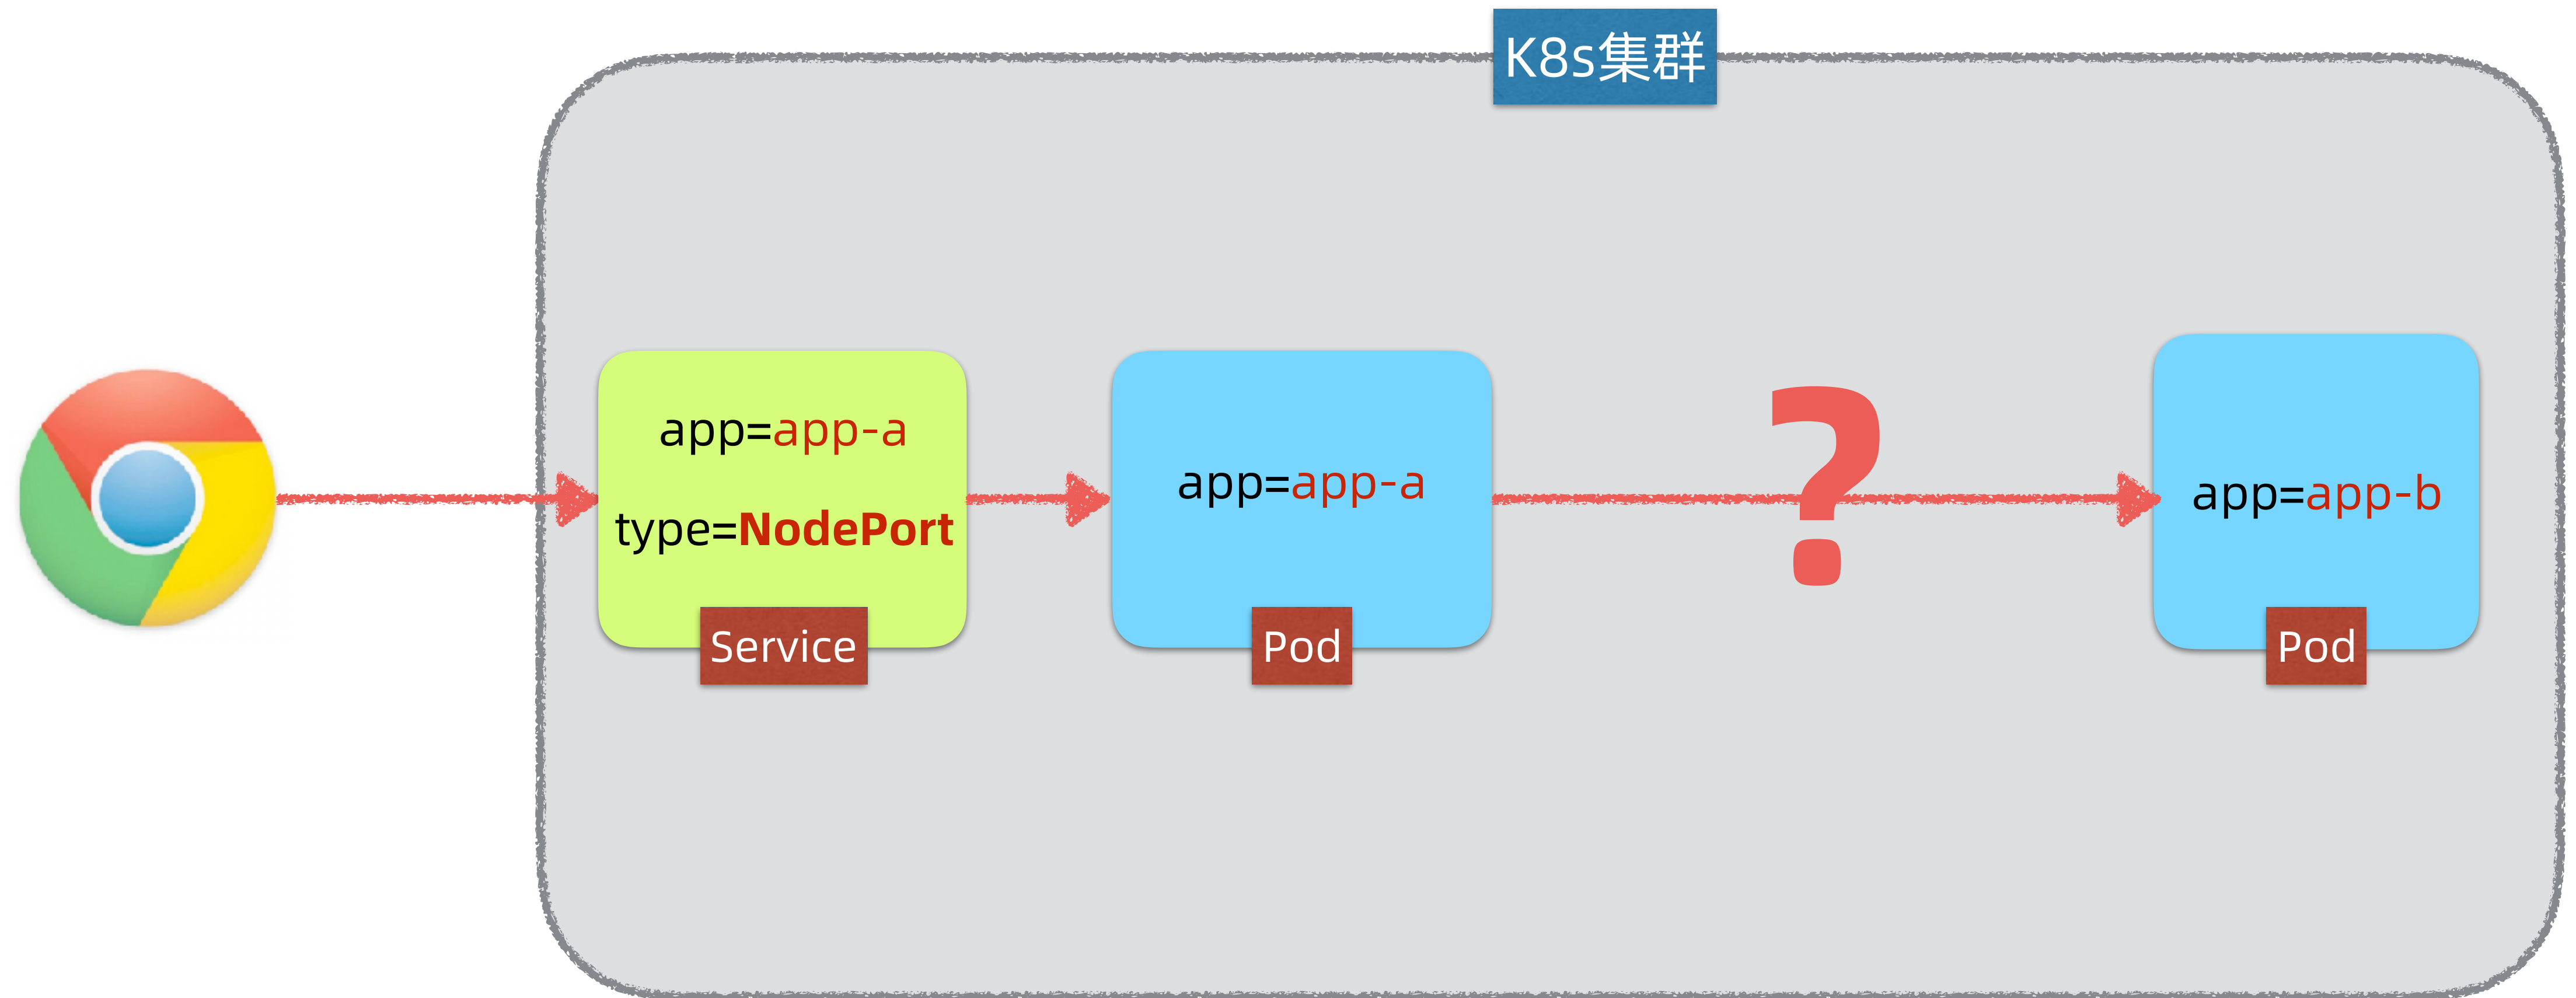 K8s集群
app=app-a
type=NodePort
Service
app=app-a
Pod
?
app=app-b
Pod